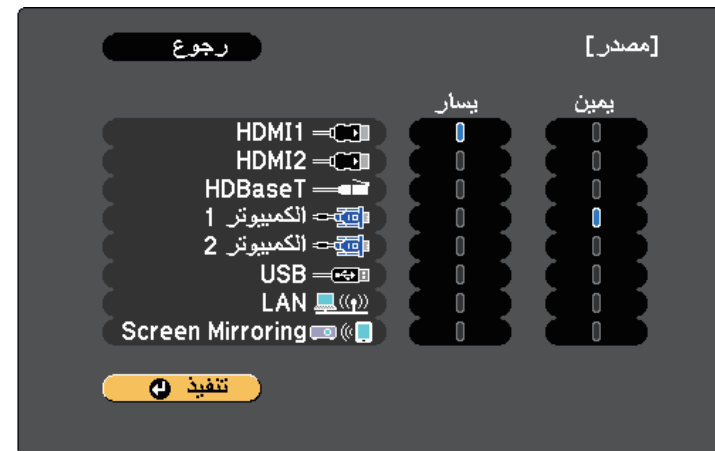 [مصدر] رجوع
يمين يسار
HDMI1
HDMI2
HDBaseT
الكمبيوتر 1
الكمبيوتر 2
USB
LAN
Screen Mirroring
تنفيذ